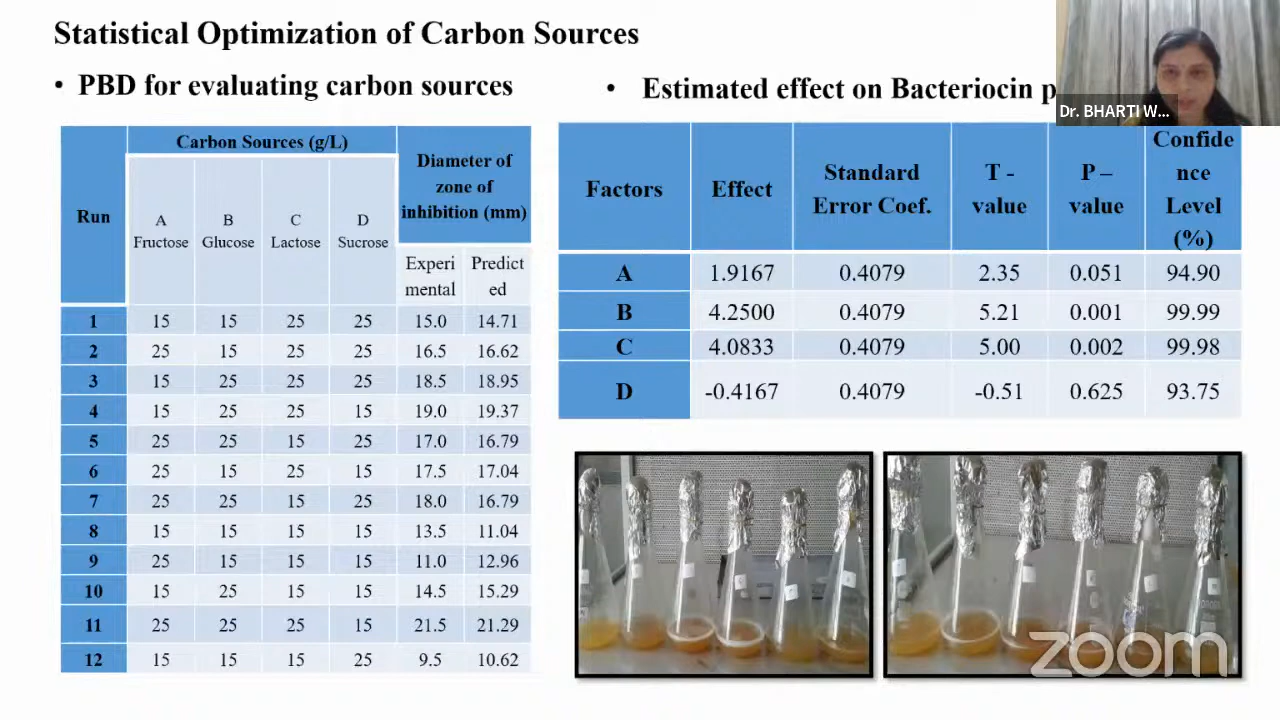 Statistical Optimization of Carbon Sources
• PBD for evaluating carbon sources
Run
Carbon Sources (g/L)
Diameter of
zone of
inhibition (mm)
A
Fructose
B
Glucose
C
Lactose
D
Sucrose
Experi
mental
Predict
ed
1 15 15 25 25 15.0 14.71
2 25 15 25 25 16.5 16.62
3 15 25 25 25 18.5 18.95
4 15 25 25 15 19.0 19.37
5 25 25 15 25 17.0 16.79
6 25 15 25 15 17.5 17.04
7 25 25 15 25 18.0 16.79
8 15 15 15 15 13.5 11.04
9 25 15 15 15 11.0 12.96
10 15 25 15 15 14.5 15.29
11 25 25 25 15 21.5 21.29
12 15 15 15 25 9.5 10.62
• Estimated effect on Bacteriocin p
Dr. BHARTI W...
Factors
Effect
Standard
Error Coef.
T -
value
P –
value
Confide
nce
Level
(%)
A 1.9167 0.4079 2.35 0.051 94.90
B 4.2500 0.4079 5.21 0.001 99.99
C 4.0833 0.4079 5.00 0.002 99.98
D -0.4167 0.4079 -0.51 0.625 93.75
zoom